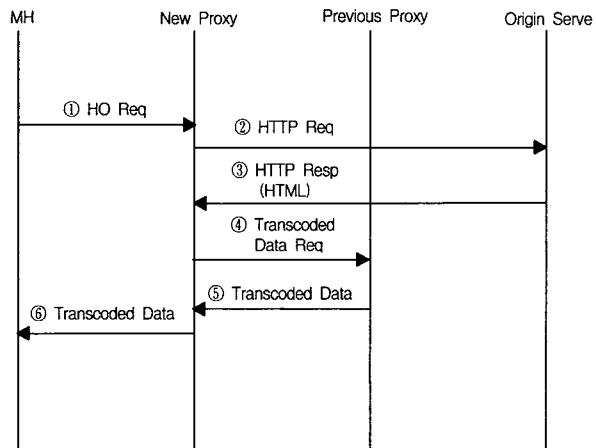 MH
New Proxy
Previous Proxy
Origin Serve
① HO Req
② HTTP Req
③ HTTP Resp
(HTML)
④ Transcoded
Data Req
⑤ Transcoded Data
⑥ Transcoded Data